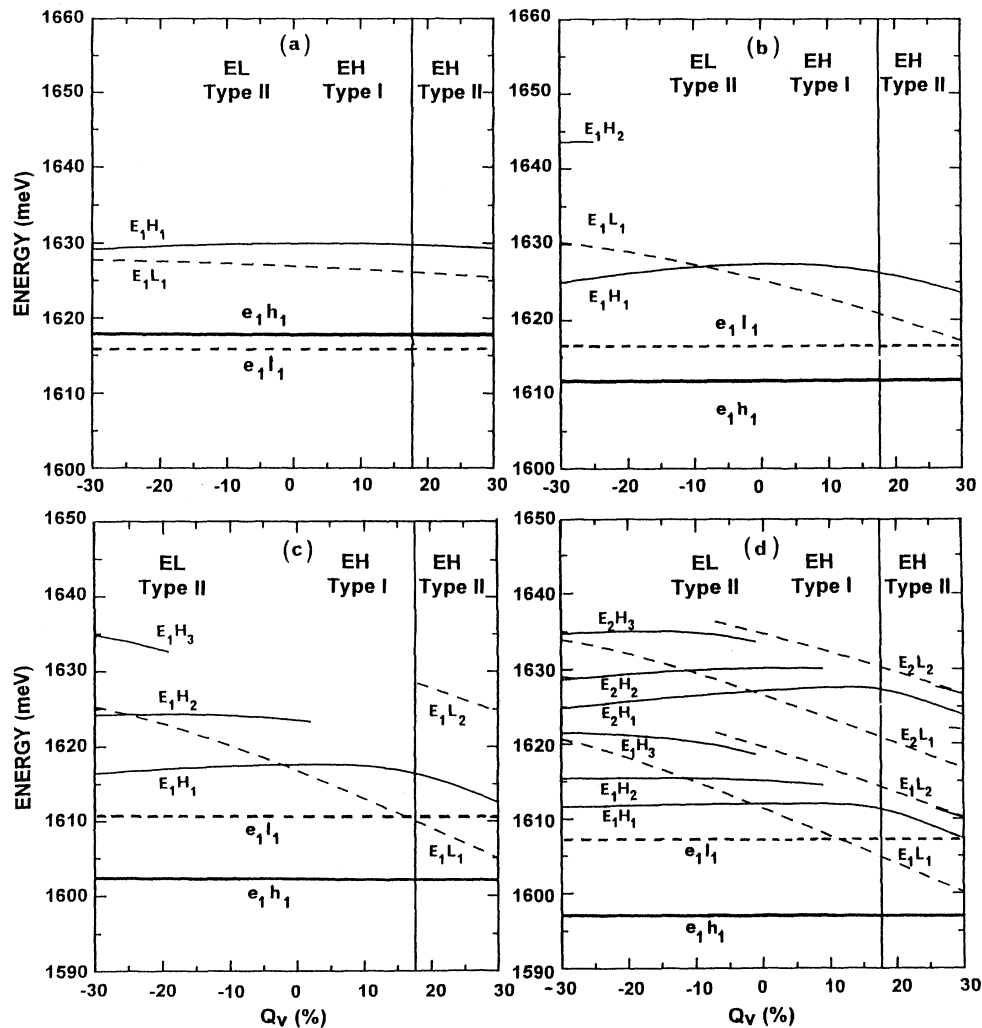 (a)
EL Type II
EH Type I
EH Type II
E₁H₁
E₁L₁
e₁h₁
e₁l₁
1660
1650
1640
1630
1620
1610
1600
-30 -20 -10 0 10 20 30
ENERGY (meV)
(b)
EL Type II
EH Type I
EH Type II
E₁H₂
E₁L₁
E₁H₁
e₁l₁
e₁h₁
1660
1650
1640
1630
1620
1610
1600
-30 -20 -10 0 10 20 30
(c)
EL Type II
EH Type I
EH Type II
E₁H₃
E₁H₂
E₁L₂
E₁H₁
e₁l₁
E₁L₁
e₁h₁
1650
1640
1630
1620
1610
1600
1590
-30 -20 -10 0 10 20 30
ENERGY (meV)
Qᵥ (%)
(d)
EL Type II
EH Type I
EH Type II
E₂H₃
E₂L₂
E₂H₂
E₂H₁
E₂L₁
E₁H₃
E₁L₂
E₁H₂
E₁H₁
e₁l₁
E₁L₁
e₁h₁
1650
1640
1630
1620
1610
1600
1590
-30 -20 -10 0 10 20 30
Qᵥ (%)